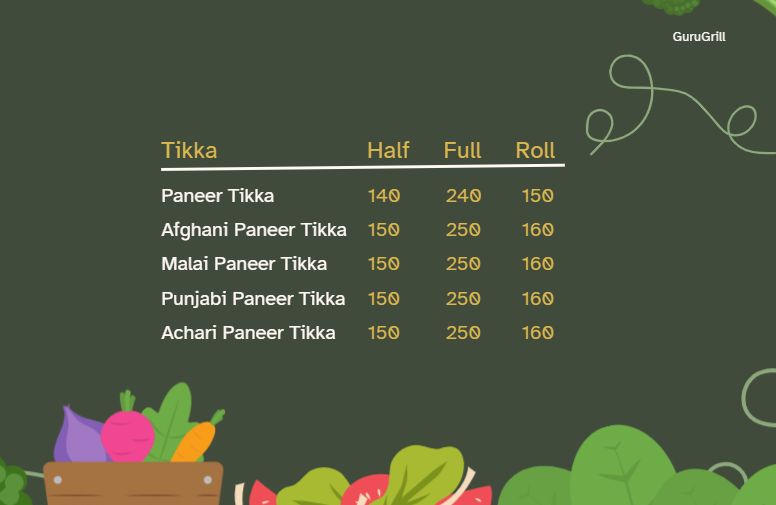 GuruGrill
Tikka Half Full Roll
Paneer Tikka 140 240 150
Afghani Paneer Tikka 150 250 160
Malai Paneer Tikka 150 250 160
Punjabi Paneer Tikka 150 250 160
Achari Paneer Tikka 150 250 160